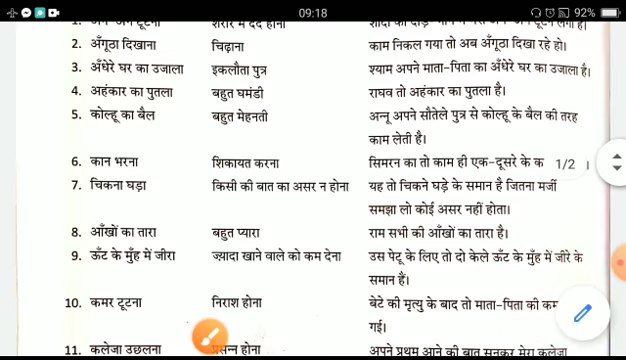 09:18 92%
शरीर में दर्द होना
2. अँगूठा दिखाना चिढ़ाना काम निकल गया तो अब अँगूठा दिखा रहे हो।
3. अँधेरे घर का उजाला इकलौता पुत्र श्याम अपने माता-पिता का अँधेरे घर का उजाला है।
4. अहंकार का पुतला बहुत घमंडी राघव तो अहंकार का पुतला है।
5. कोल्हू का बैल बहुत मेहनती अन्नू अपने सौतेले पुत्र से कोल्हू के बैल की तरह
काम लेती है।
6. कान भरना शिकायत करना सिमरन का तो काम ही एक-दूसरे के क 1/2
7. चिकना घड़ा किसी की बात का असर न होना यह तो चिकने घड़े के समान है जितना मर्जी
समझा लो कोई असर नहीं होता।
8. आँखों का तारा बहुत प्यारा राम सभी की आँखों का तारा है।
9. ऊँट के मुँह में जीरा ज़्यादा खाने वाले को कम देना उस पेटू के लिए तो दो केले ऊँट के मुँह में जीरे के
समान हैं।
10. कमर टूटना निराश होना बेटे की मृत्यु के बाद तो माता-पिता की कम
गई।
11. कलेजा उछलना प्रसन्न होना अपने प्रथम आने की बात सुनकर मेरा कलेजा